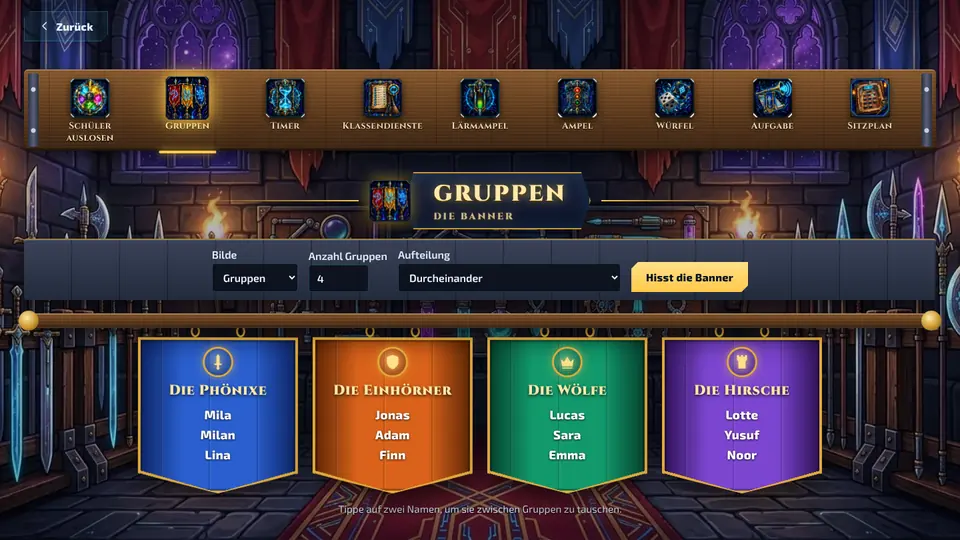 Zurück
SCHÜLER
AUSLOSEN
GRUPPEN
TIMER
KLASSENDIENSTE
LÄRMAMPEL
AMPEL
WÜRFEL
AUFGABE
SITZPLAN
GRUPPEN
DIE BANNER
Bilde
Anzahl Gruppen
Aufteilung
Gruppen
4
Durcheinander
Hisst die Banner
Die Phönixe
Mila
Milan
Lina
Die Einhörner
Jonas
Adam
Finn
Die Wölfe
Lucas
Sara
Emma
Die Hirsche
Lotte
Yusuf
Noor
Tippe auf zwei Namen, um sie zwischen Gruppen zu tauschen.